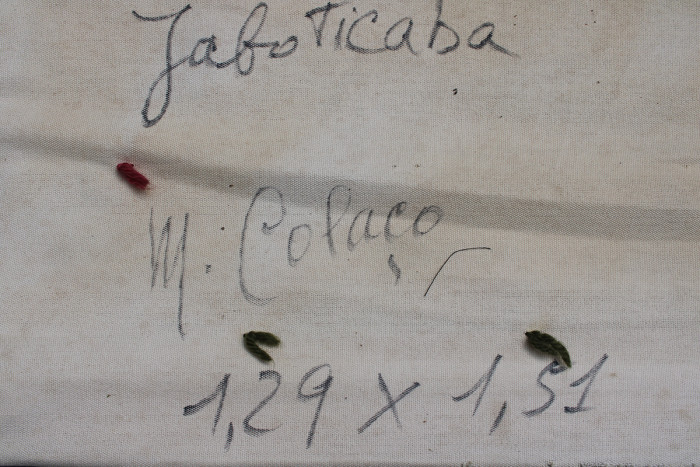 Jaboticaba
M. Colaço
1,29 x 1,51